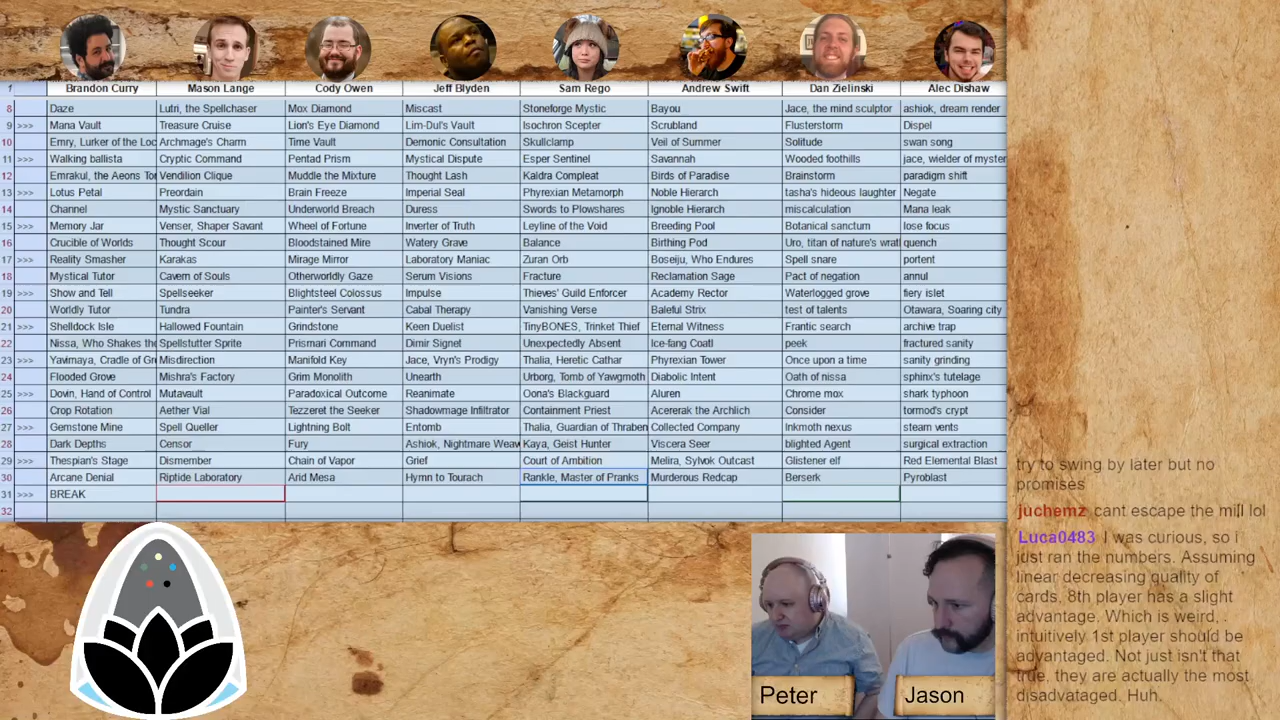 f Brandon Curry Mason Lange Cody Owen Jeff Blyden Sam Rego Andrew Swift Dan Zielinski Alec Dishaw
8 Daze Lutri, the Spellchaser Mox Diamond Miscast Stoneforge Mystic Bayou Jace, the mind sculptor ashiok, dream render
9 >>> Mana Vault Treasure Cruise Lion's Eye Diamond Lim-Dul's Vault Isochron Scepter Scrubland Flusterstorm Dispel
10 Emry, Lurker of the Loc Archmage's Charm Time Vault Demonic Consultation Skullclamp Veil of Summer Solitude swan song
11 >>> Walking ballista Cryptic Command Pentad Prism Mystical Dispute Esper Sentinel Savannah Wooded foothills jace, wielder of myster
12 Emrakul, the Aeons Tor Vendilion Clique Muddle the Mixture Thought Lash Kaldra Compleat Birds of Paradise Brainstorm paradigm shift
13 >>> Lotus Petal Preordain Brain Freeze Imperial Seal Phyrexian Metamorph Noble Hierarch tasha's hideous laughter Negate
14 Channel Mystic Sanctuary Underworld Breach Duress Swords to Plowshares Ignoble Hierarch miscalculation Mana leak
15 >>> Memory Jar Venser, Shaper Savant Wheel of Fortune Inverter of Truth Leyline of the Void Breeding Pool Botanical sanctum lose focus
16 Crucible of Worlds Thought Scour Bloodstained Mire Watery Grave Balance Birthing Pod Uro, titan of nature's wrat quench
17 >>> Reality Smasher Karakas Mirage Mirror Laboratory Maniac Zuran Orb Boseiju, Who Endures Spell snare portent
18 Mystical Tutor Cavern of Souls Otherworldly Gaze Serum Visions Fracture Reclamation Sage Pact of negation annul
19 >>> Show and Tell Spellseeker Blightsteel Colossus Impulse Thieves' Guild Enforcer Academy Rector Waterlogged grove fiery islet
20 Worldly Tutor Tundra Painter's Servant Cabal Therapy Vanishing Verse Baleful Strix test of talents Otawara, Soaring city
21 >>> Shelldock Isle Hallowed Fountain Grindstone Keen Duelist TinyBONES, Trinket Thief Eternal Witness Frantic search archive trap
22 Nissa, Who Shakes the Spellstutter Sprite Prismari Command Dimir Signet Unexpectedly Absent Ice-fang Coatl peek fractured sanity
23 >>> Yavimaya, Cradle of Gr Misdirection Manifold Key Jace, Vryn's Prodigy Thalia, Heretic Cathar Phyrexian Tower Once upon a time sanity grinding
24 Flooded Grove Mishra's Factory Grim Monolith Unearth Urborg, Tomb of Yawgmoth Diabolic Intent Oath of nissa sphinx's tutelage
25 >>> Dovin, Hand of Control Mutavault Paradoxical Outcome Reanimate Oona's Blackguard Aluren Chrome mox shark typhoon
26 Crop Rotation Aether Vial Tezzeret the Seeker Shadowmage Infiltrator Containment Priest Acererak the Archlich Consider tormod's crypt
27 >>> Gemstone Mine Spell Queller Lightning Bolt Entomb Thalia, Guardian of Thraben Collected Company Inkmoth nexus steam vents
28 Dark Depths Censor Fury Ashiok, Nightmare Weav Kaya, Geist Hunter Viscera Seer blighted Agent surgical extraction
29 >>> Thespian's Stage Dismember Chain of Vapor Grief Court of Ambition Melira, Sylvok Outcast Glistener elf Red Elemental Blast
30 Arcane Denial Riptide Laboratory Arid Mesa Hymn to Tourach Rankle, Master of Pranks Murderous Redcap Berserk Pyroblast
31 >>> BREAK
32
try to swing by later but no
promises
juchemz cant escape the mill lol
Luca0483 I was curious, so i
just ran the numbers. Assuming
linear decreasing quality of
cards, 8th player has a slight
advantage. Which is weird, .
intuitively 1st player should be
advantaged. Not just isn't that
true, they are actually the most
disadvataged. Huh.
Peter
Jason